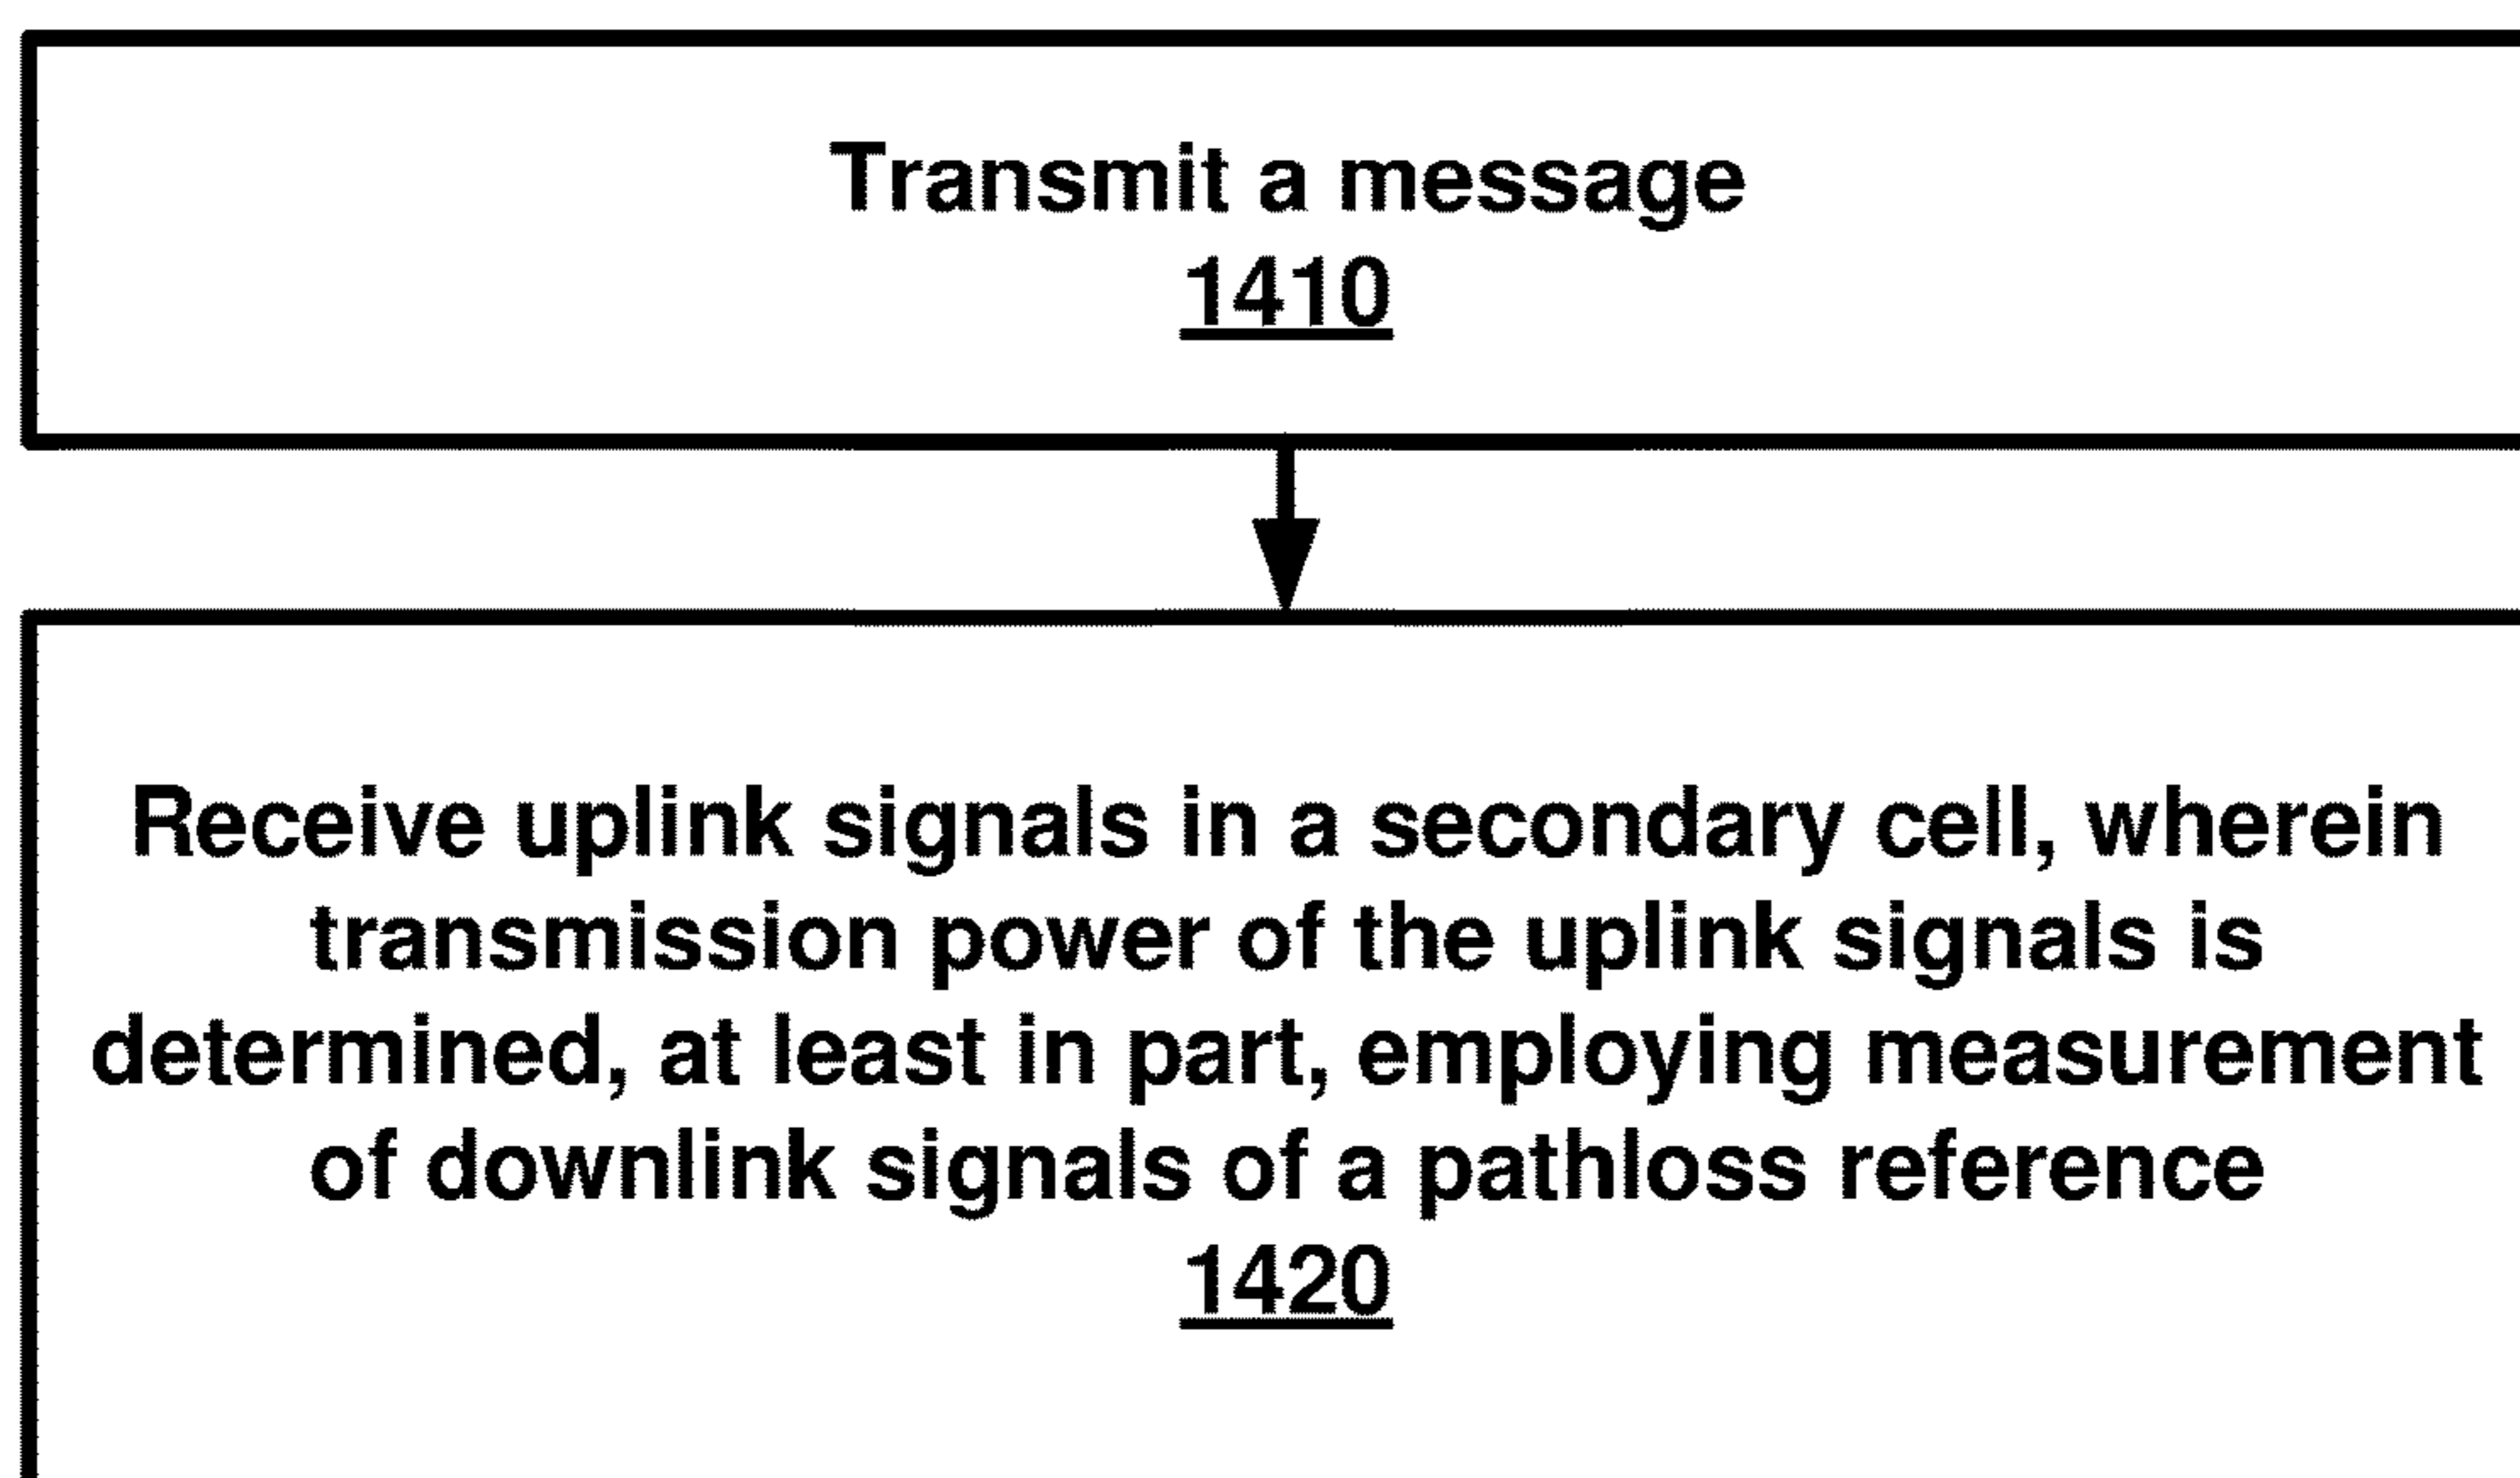 Transmit a message
1410
Receive uplink signals in a secondary cell, wherein
transmission power of the uplink signals is
determined, at least in part, employing measurement
of downlink signals of a pathloss reference
1420